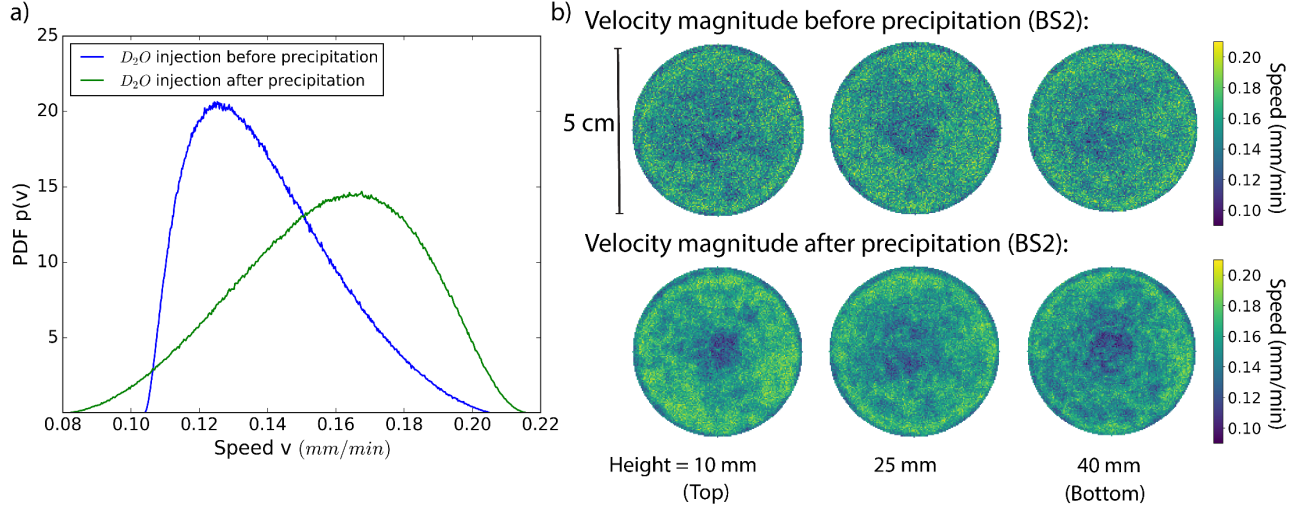 a)
25
20
15
10
5
0.08
0.10
0.12
0.14
0.16
0.18
0.20
0.22
PDF p(v)
Speed v (mm/min)
D₂O injection before precipitation
D₂O injection after precipitation
b)
Velocity magnitude before precipitation (BS2):
5 cm
0.20
0.18
0.16
0.14
0.12
0.10
Speed (mm/min)
Velocity magnitude after precipitation (BS2):
0.20
0.18
0.16
0.14
0.12
0.10
Speed (mm/min)
Height = 10 mm
(Top)
25 mm
40 mm
(Bottom)